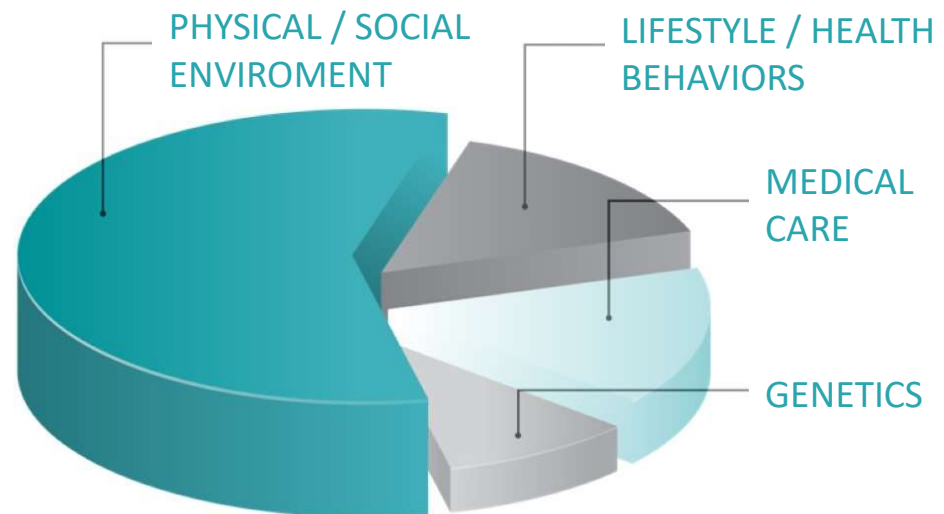 PHYSICAL / SOCIAL
ENVIROMENT
LIFESTYLE / HEALTH
BEHAVIORS
MEDICAL
CARE
GENETICS